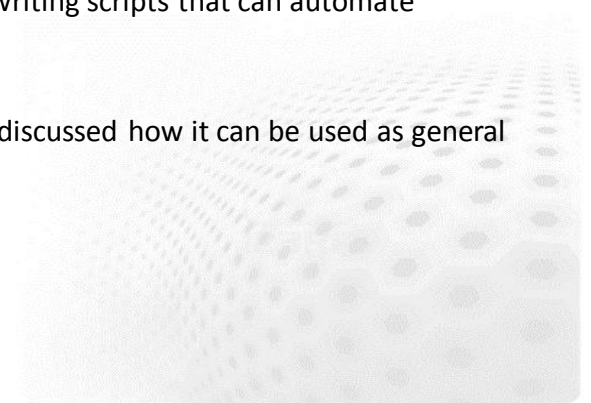 writing scripts that can automate
discussed how it can be used as general